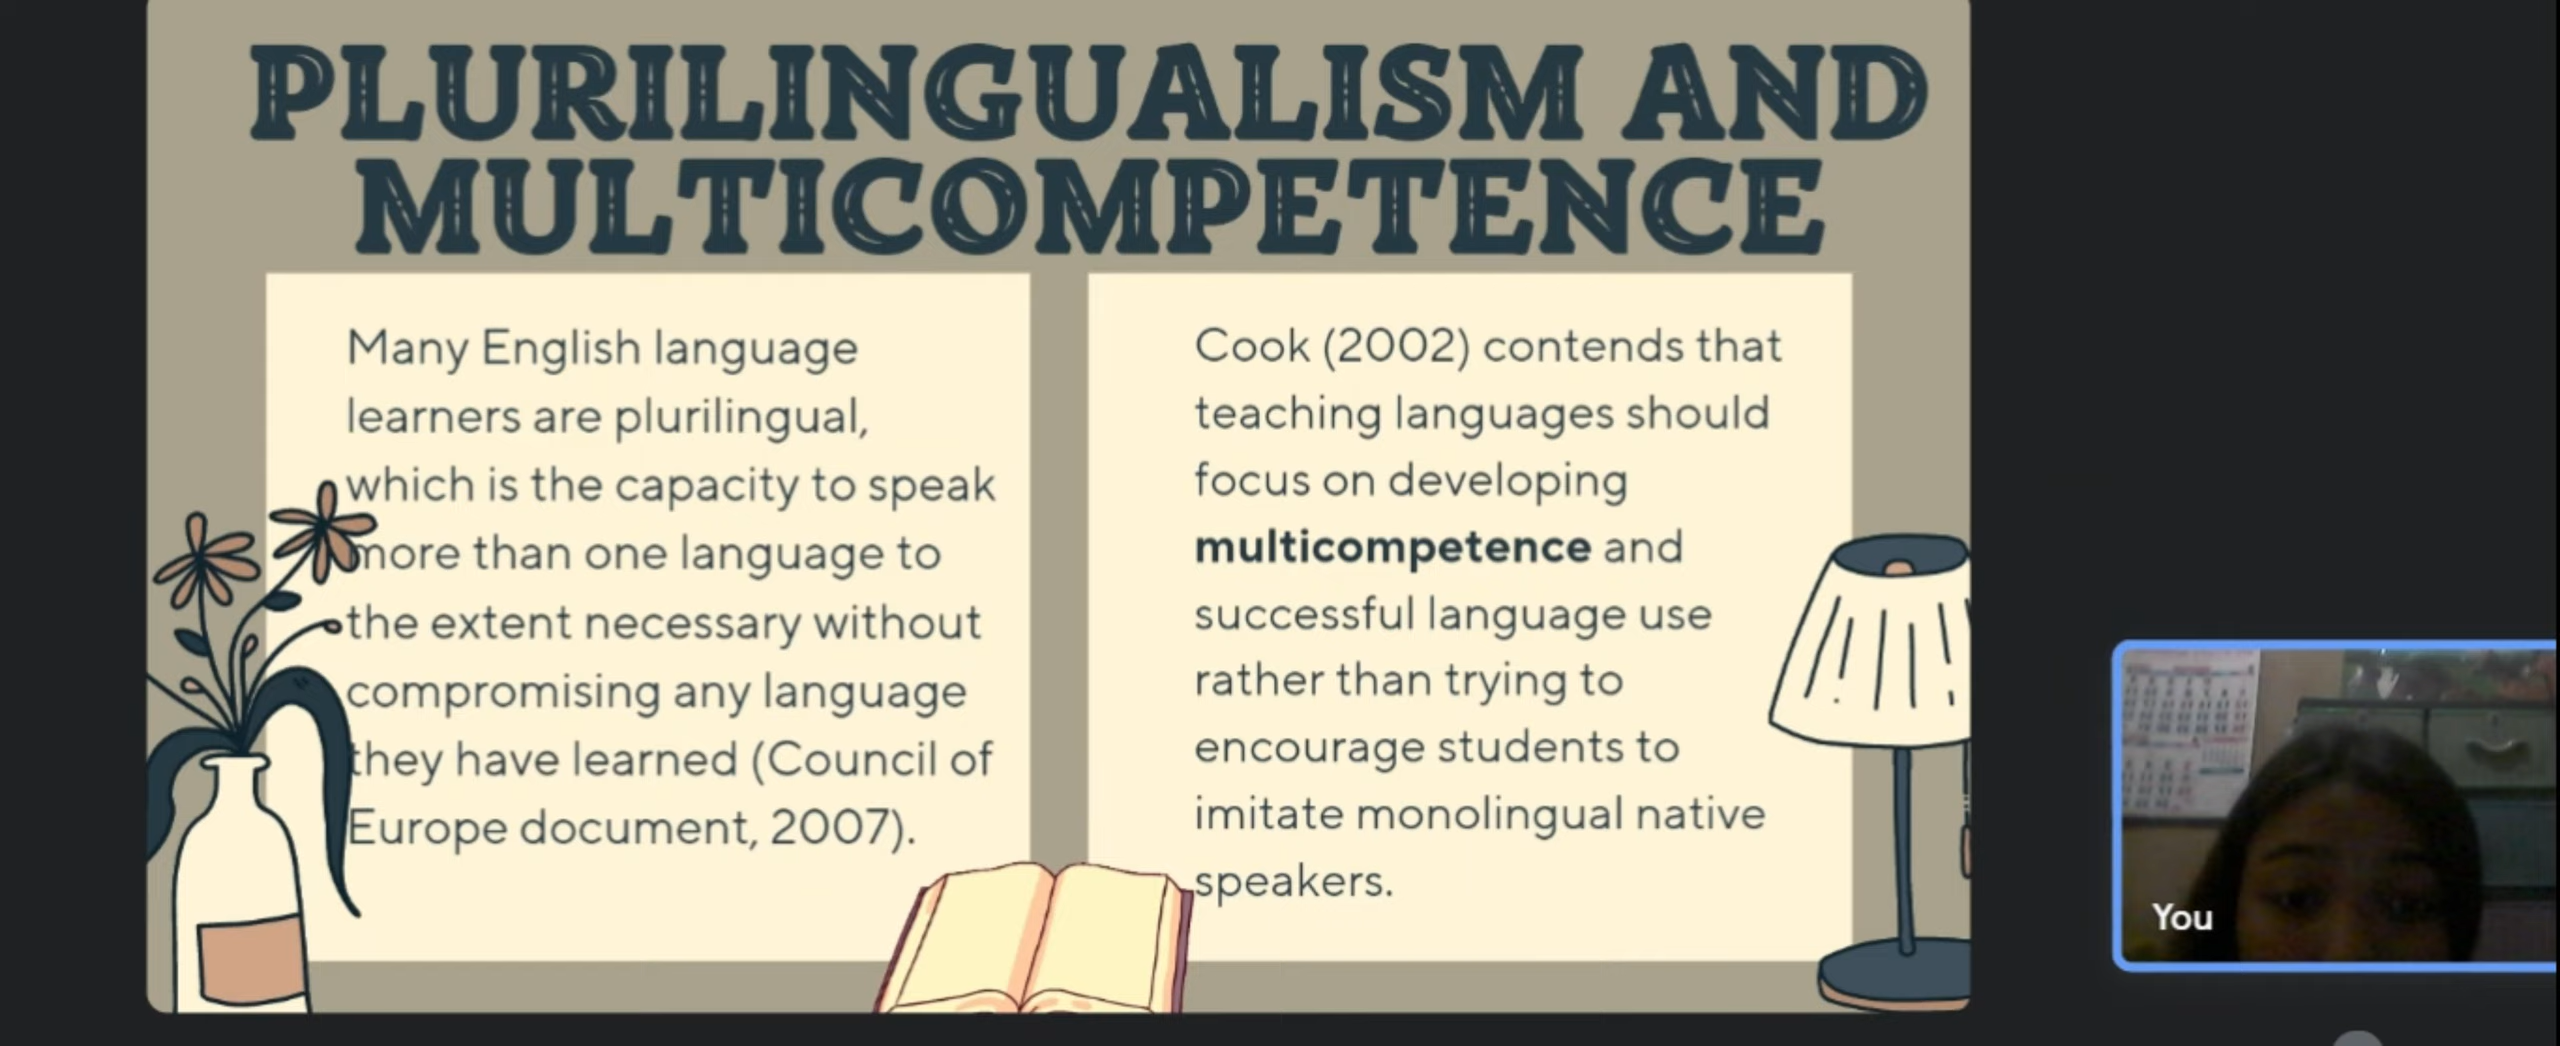 PLURILINGUALISM AND
MULTICOMPETENCE
Many English language
learners are plurilingual,
which is the capacity to speak
more than one language to
the extent necessary without
compromising any language
they have learned (Council of
Europe document, 2007).
Cook (2002) contends that
teaching languages should
focus on developing
multicompetence and
successful language use
rather than trying to
encourage students to
imitate monolingual native
speakers.
You